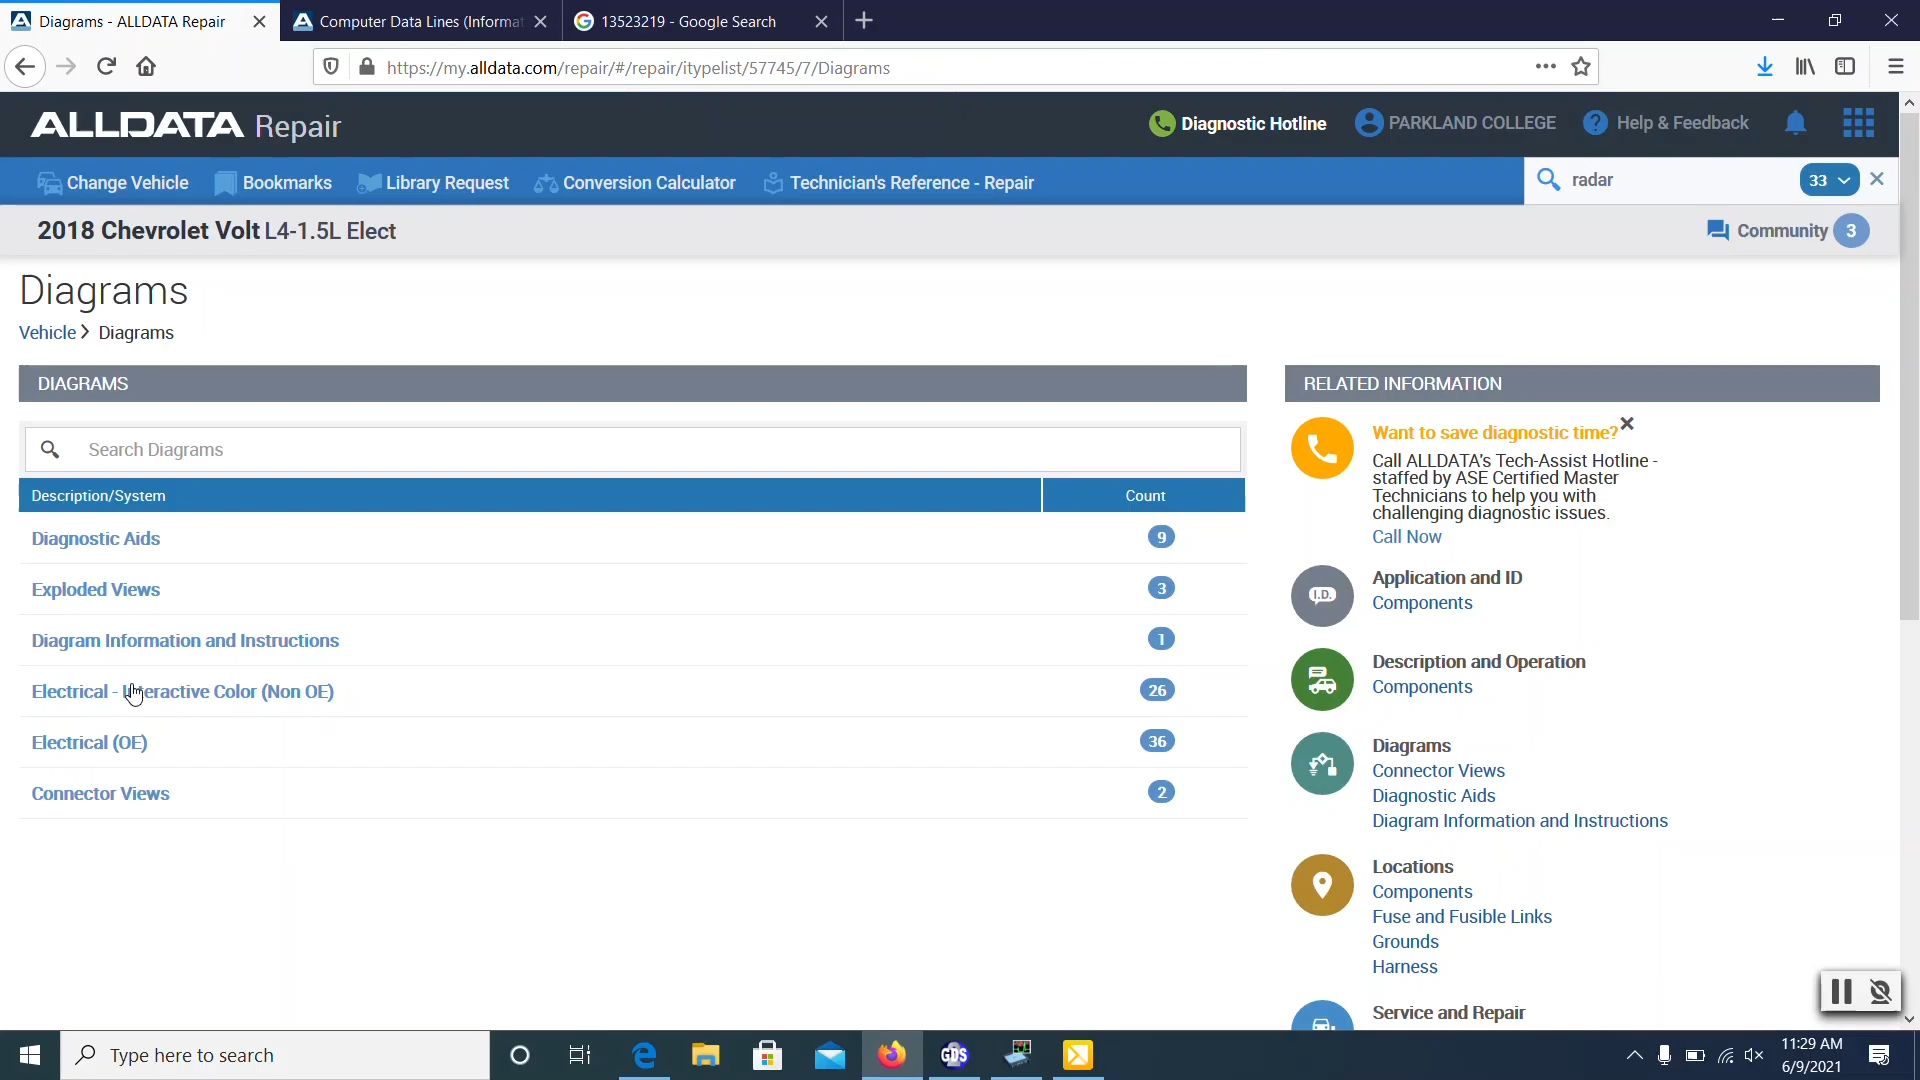 Diagrams - ALLDATA Repair
Computer Data Lines (Informat
13523219 - Google Search
https://my.alldata.com/repair/#/repair/itypelist/57745/7/Diagrams
ALLDATA Repair
Diagnostic Hotline
PARKLAND COLLEGE
Help & Feedback
Change Vehicle
Bookmarks
Library Request
Conversion Calculator
Technician's Reference - Repair
radar
33
2018 Chevrolet Volt L4-1.5L Elect
Community 3
Diagrams
Vehicle > Diagrams
DIAGRAMS
Search Diagrams
Description/System
Count
Diagnostic Aids
9
Exploded Views
3
Diagram Information and Instructions
1
Electrical - Interactive Color (Non OE)
26
Electrical (OE)
36
Connector Views
2
RELATED INFORMATION
Want to save diagnostic time?
Call ALLDATA's Tech-Assist Hotline -
staffed by ASE Certified Master
Technicians to help you with
challenging diagnostic issues.
Call Now
I.D.
Application and ID
Components
Description and Operation
Components
Diagrams
Connector Views
Diagnostic Aids
Diagram Information and Instructions
Locations
Components
Fuse and Fusible Links
Grounds
Harness
Service and Repair
Type here to search
GDS
11:29 AM
6/9/2021